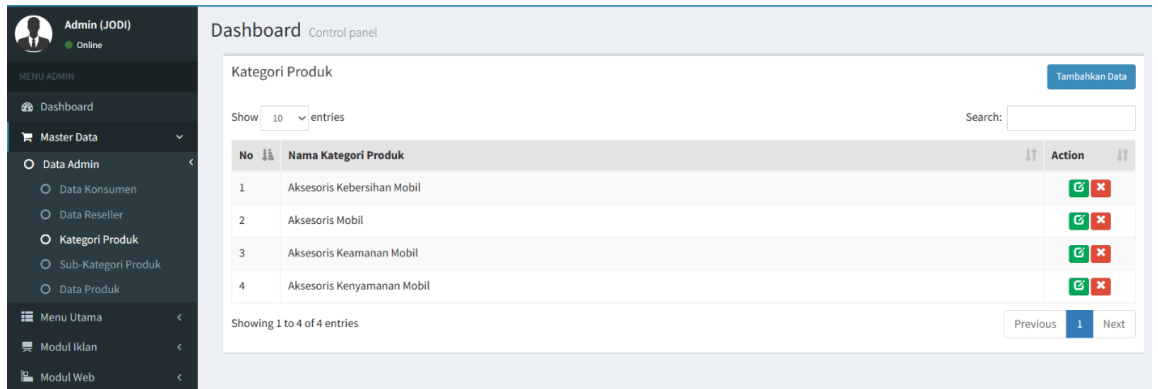 Admin (JODI)
Online
MENU ADMIN
Dashboard
Master Data
Data Admin
Data Konsumen
Data Reseller
Kategori Produk
Sub-Kategori Produk
Data Produk
Menu Utama
Modul Iklan
Modul Web
Dashboard Control panel
Kategori Produk Tambahkan Data
Show 10 entries Search:
No Nama Kategori Produk Action
1 Aksesoris Kebersihan Mobil
2 Aksesoris Mobil
3 Aksesoris Keamanan Mobil
4 Aksesoris Kenyamanan Mobil
Showing 1 to 4 of 4 entries Previous 1 Next